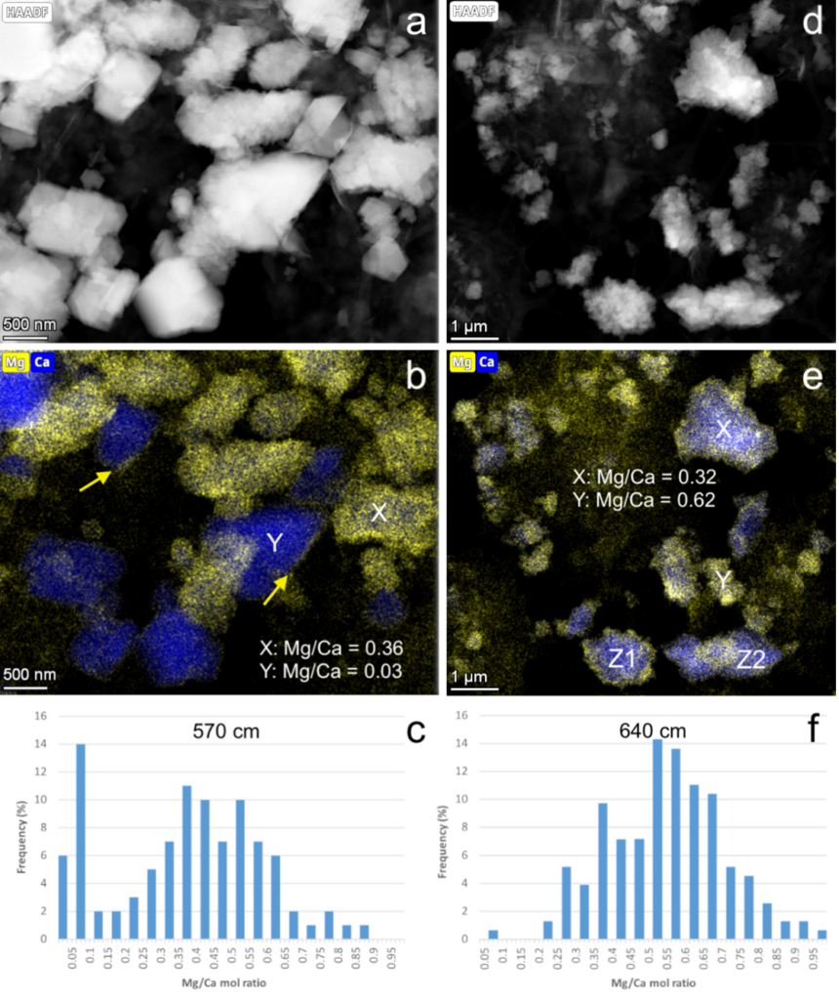 HAADF
a
500 nm
HAADF
d
1 µm
Mg Ca
b
X
Y
X: Mg/Ca = 0.36
Y: Mg/Ca = 0.03
500 nm
Mg Ca
e
X
X: Mg/Ca = 0.32
Y: Mg/Ca = 0.62
Y
Z1
Z2
1 µm
570 cm
c
Frequency (%)
16
14
12
10
8
6
4
2
0
0.05 0.1 0.15 0.2 0.25 0.3 0.35 0.4 0.45 0.5 0.55 0.6 0.65 0.7 0.75 0.8 0.85 0.9 0.95
Mg/Ca mol ratio
640 cm
f
Frequency (%)
16
14
12
10
8
6
4
2
0
0.05 0.1 0.15 0.2 0.25 0.3 0.35 0.4 0.45 0.5 0.55 0.6 0.65 0.7 0.75 0.8 0.85 0.9 0.95
Mg/Ca mol ratio